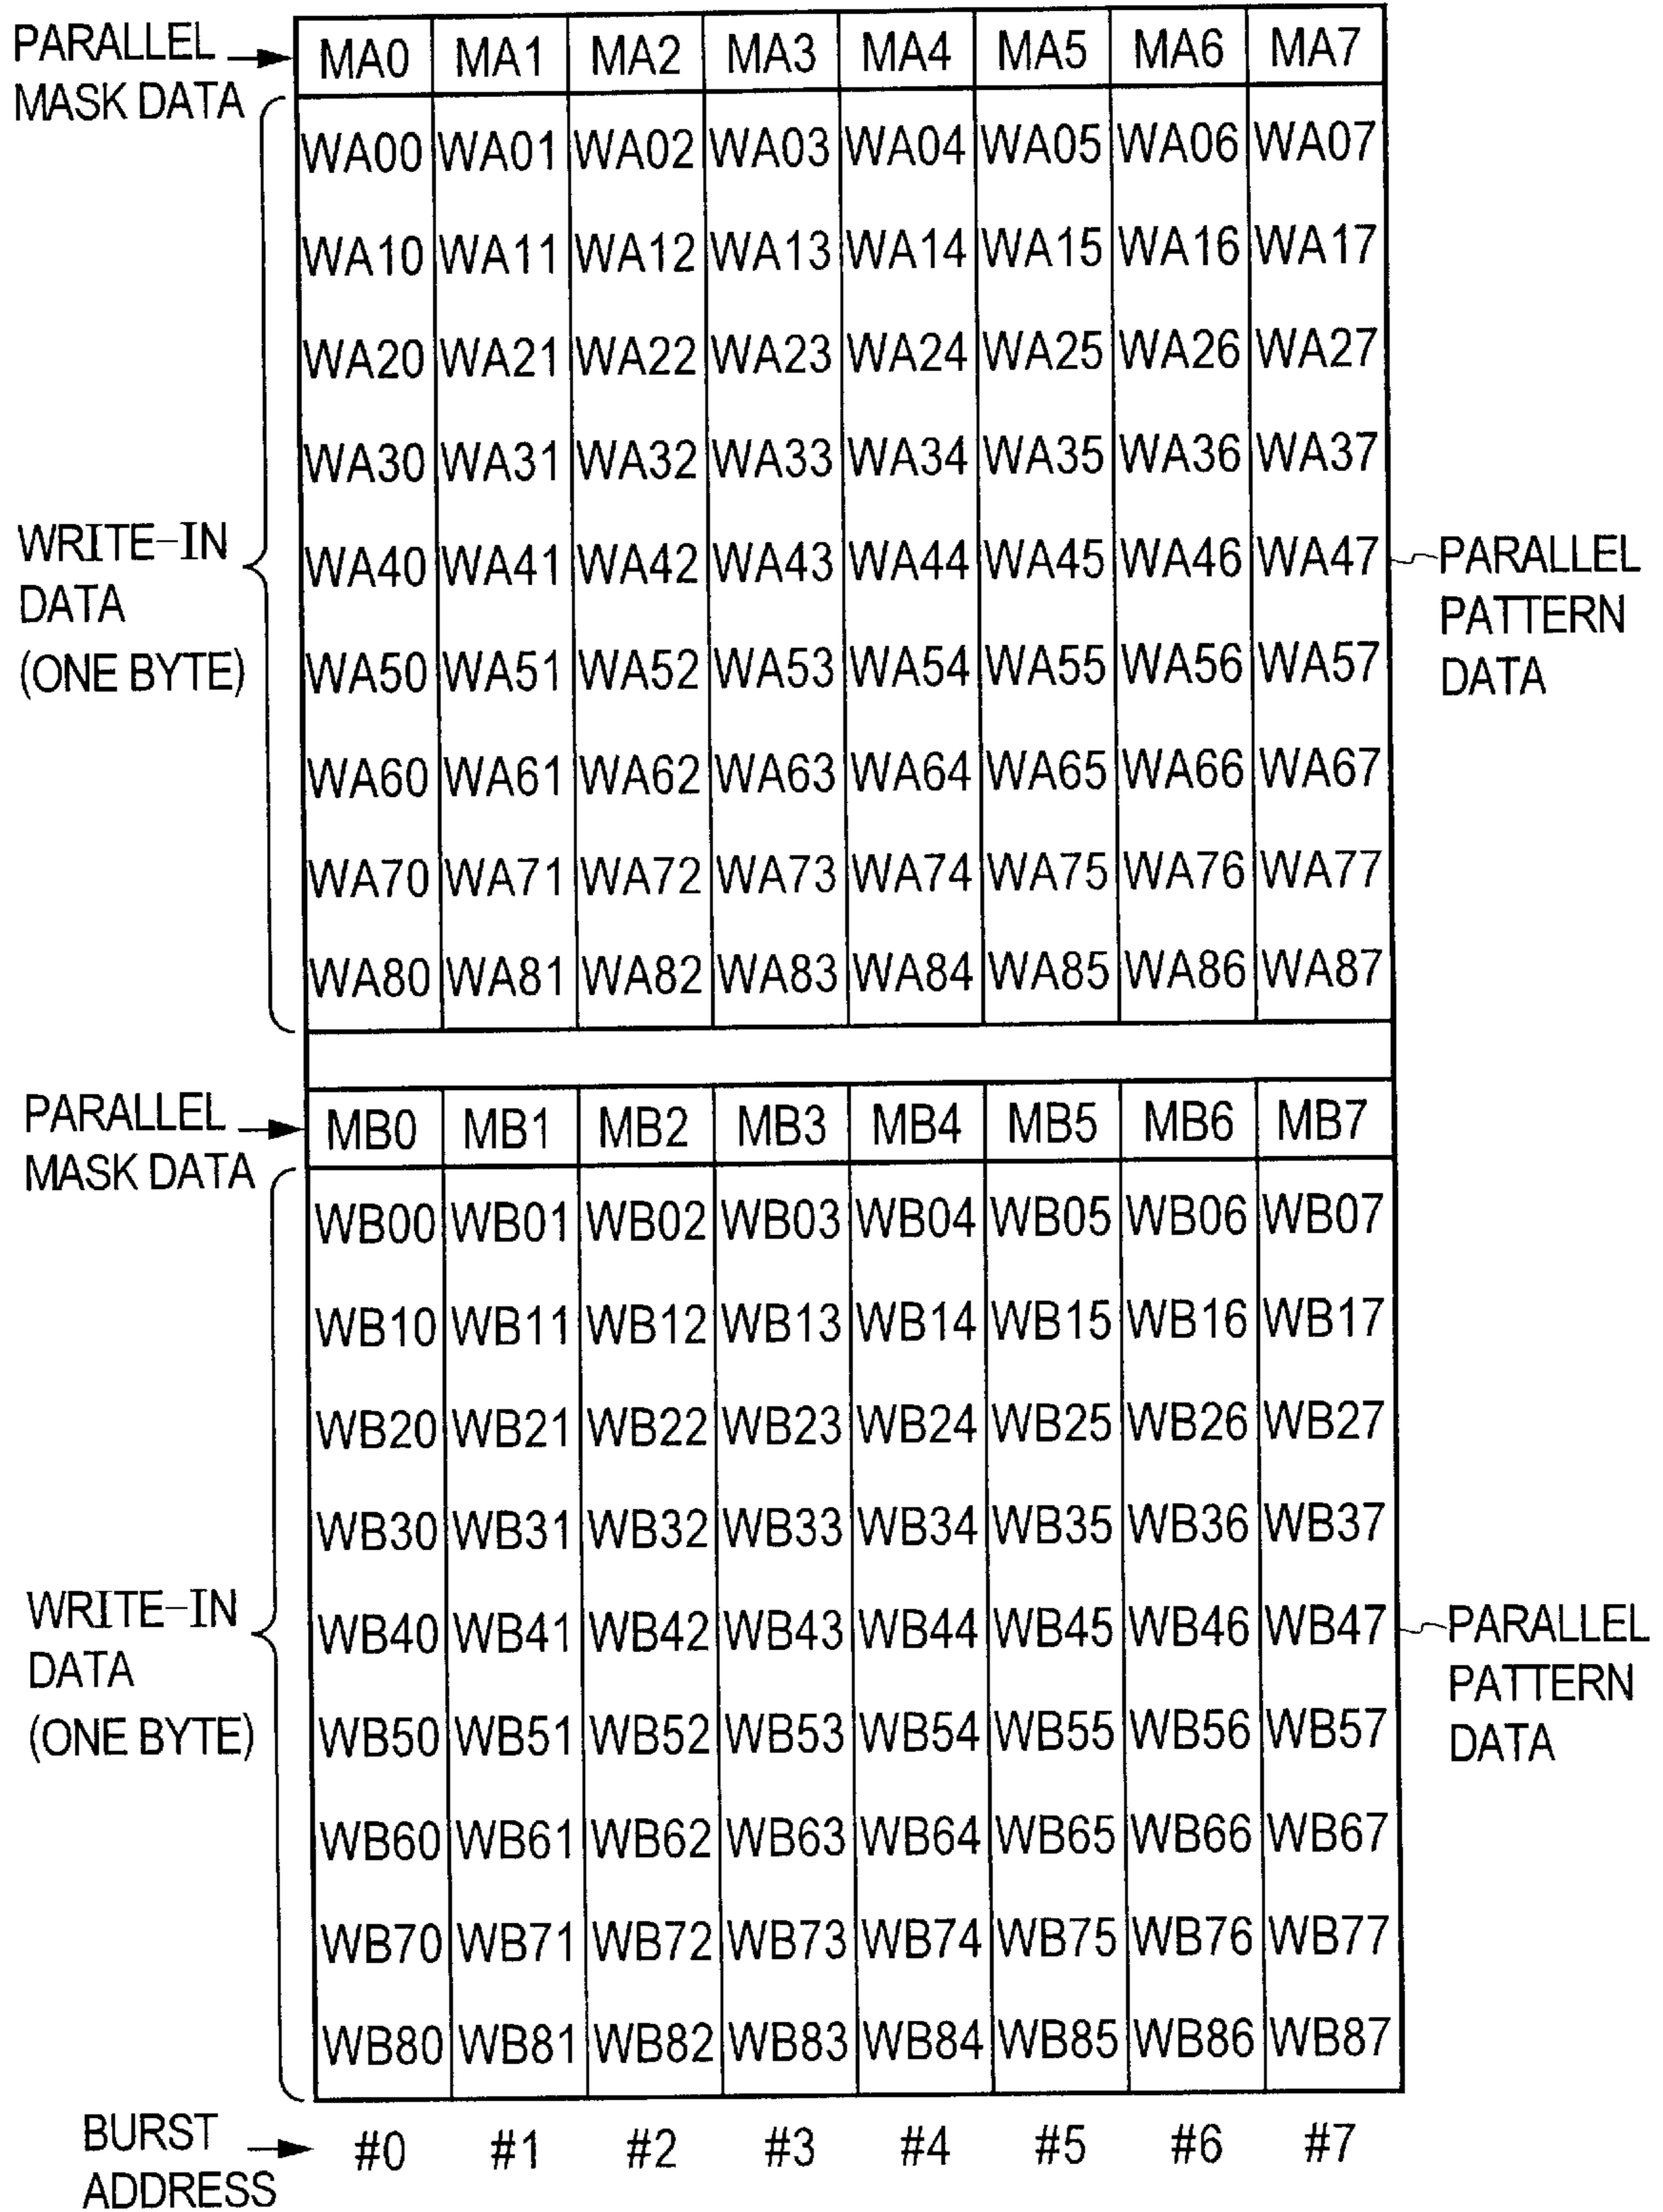 PARALLEL
MASK DATA
MA0 MA1 MA2 MA3 MA4 MA5 MA6 MA7
WA00 WA01 WA02 WA03 WA04 WA05 WA06 WA07
WA10 WA11 WA12 WA13 WA14 WA15 WA16 WA17
WA20 WA21 WA22 WA23 WA24 WA25 WA26 WA27
WA30 WA31 WA32 WA33 WA34 WA35 WA36 WA37
WRITE-IN
DATA
(ONE BYTE)
WA40 WA41 WA42 WA43 WA44 WA45 WA46 WA47
PARALLEL
PATTERN
DATA
WA50 WA51 WA52 WA53 WA54 WA55 WA56 WA57
WA60 WA61 WA62 WA63 WA64 WA65 WA66 WA67
WA70 WA71 WA72 WA73 WA74 WA75 WA76 WA77
WA80 WA81 WA82 WA83 WA84 WA85 WA86 WA87
PARALLEL
MASK DATA
MB0 MB1 MB2 MB3 MB4 MB5 MB6 MB7
WB00 WB01 WB02 WB03 WB04 WB05 WB06 WB07
WB10 WB11 WB12 WB13 WB14 WB15 WB16 WB17
WB20 WB21 WB22 WB23 WB24 WB25 WB26 WB27
WB30 WB31 WB32 WB33 WB34 WB35 WB36 WB37
WRITE-IN
DATA
(ONE BYTE)
WB40 WB41 WB42 WB43 WB44 WB45 WB46 WB47
PARALLEL
PATTERN
DATA
WB50 WB51 WB52 WB53 WB54 WB55 WB56 WB57
WB60 WB61 WB62 WB63 WB64 WB65 WB66 WB67
WB70 WB71 WB72 WB73 WB74 WB75 WB76 WB77
WB80 WB81 WB82 WB83 WB84 WB85 WB86 WB87
BURST
ADDRESS
#0 #1 #2 #3 #4 #5 #6 #7